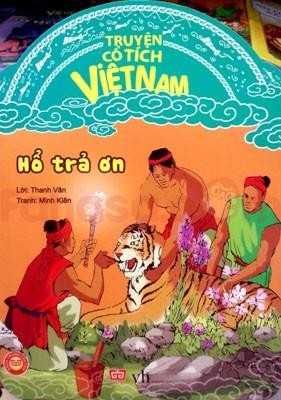 TRUYỆN
CỔ TÍCH
VIỆT NAM
Hổ trả ơn
Lời: Thanh Vân
Tranh: Minh Kiên